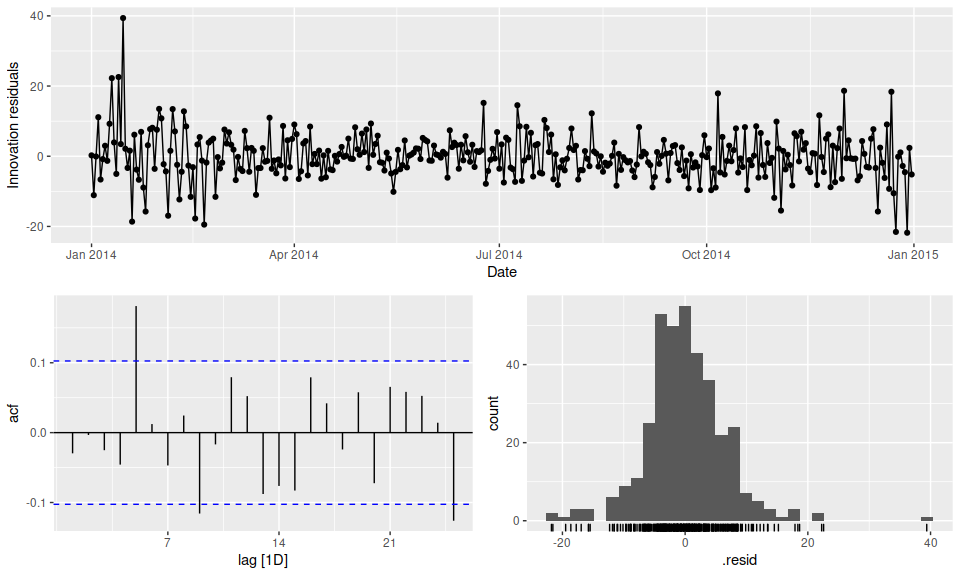 40
20
0
-20
Innovation residuals
Jan 2014 Apr 2014 Jul 2014 Oct 2014 Jan 2015
Date
0.1
0.0
-0.1
acf
7 14 21
lag [1D]
40
20
0
count
-20 0 20 40
.resid